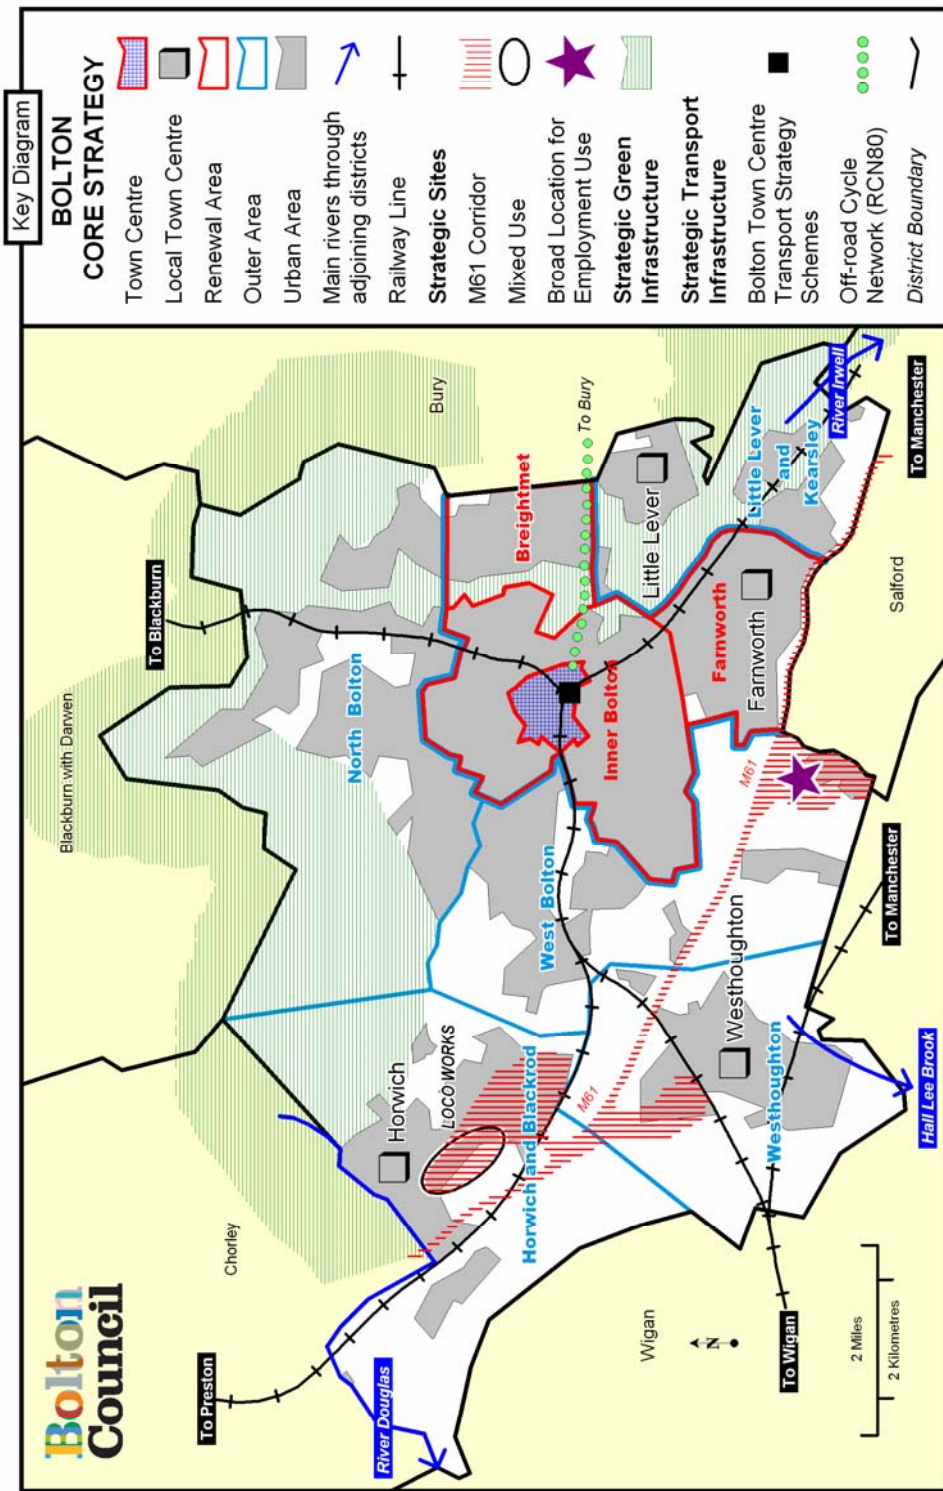 Key Diagram
BOLTON
CORE STRATEGY
Town Centre
Local Town Centre
Renewal Area
Outer Area
Urban Area
Main rivers through
adjoining districts
Railway Line
Strategic Sites
M61 Corridor
Mixed Use
Broad Location for
Employment Use
Strategic Green
Infrastructure
Strategic Transport
Infrastructure
Bolton Town Centre
Transport Strategy
Schemes
Off-road Cycle
Network (RCN80)
District Boundary
Bolton
Council
To Preston
River Douglas
Chorley
Blackburn with Darwen
To Blackburn
Bury
Horwich
LOCO WORKS
Horwich and Blackrod
North Bolton
West Bolton
Inner Bolton
Breightmet
To Bury
Little Lever
Little Lever
and
Kearsley
River Irwell
Farnworth
Farnworth
M61
M61
Westhoughton
Westhoughton
Wigan
N
To Wigan
2 Miles
2 Kilometres
Hall Lee Brook
To Manchester
Salford
To Manchester